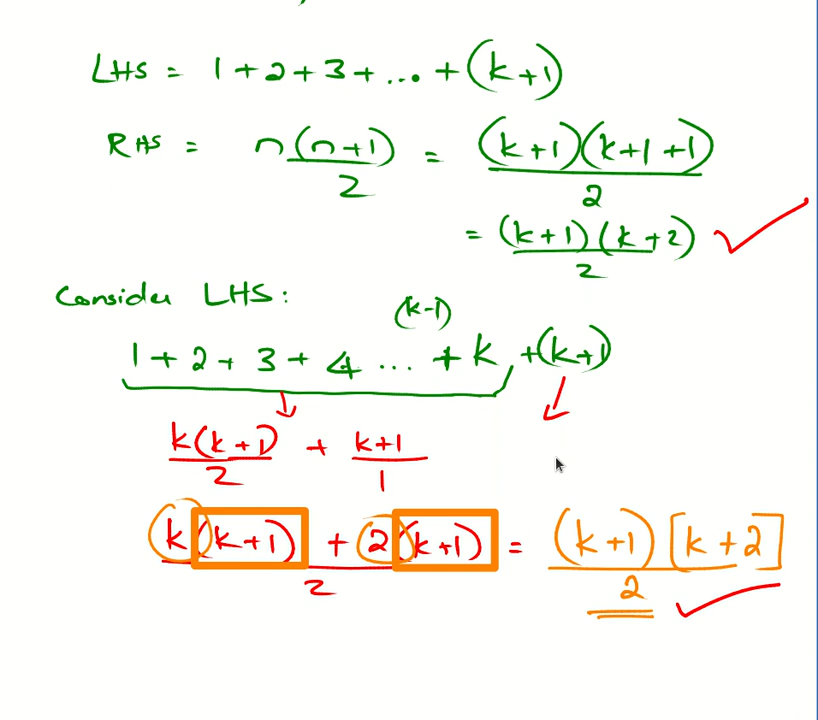 LHS = 1 + 2 + 3 + ... + (k+1)
RHS = n(n+1)/2 = (k+1)(k+1+1)/2
= (k+1)(k+2)/2
Consider LHS:
(k-1)
1 + 2 + 3 + 4 ... + k, +(k+1)
k(k+1)/2 + k+1/1
k(k+1) + 2(k+1)/2 = (k+1)[k+2]/2